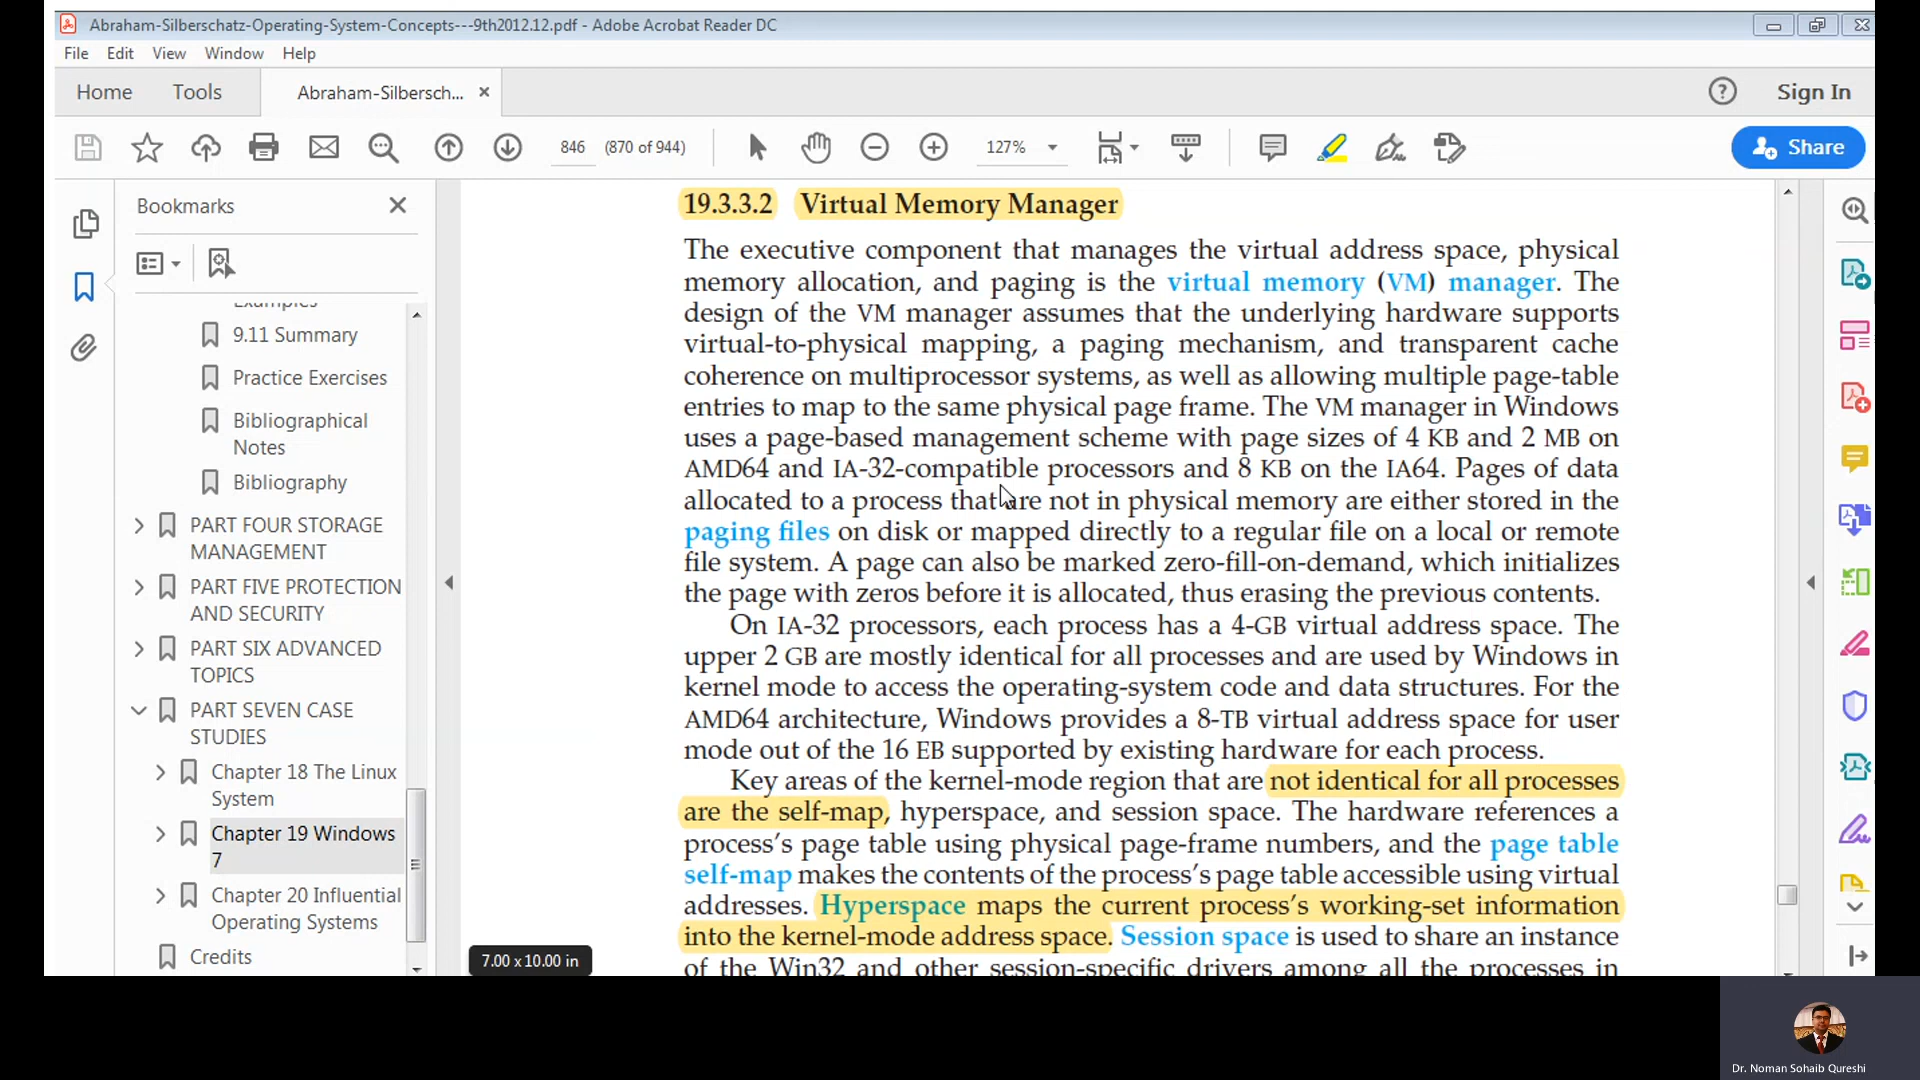 Abraham-Silberschatz-Operating-System-Concepts---9th2012.12.pdf - Adobe Acrobat Reader DC
File Edit View Window Help
Home Tools Abraham-Silbersch... × Sign In
846 (870 of 944) 127% Share
Bookmarks
Examples
9.11 Summary
Practice Exercises
Bibliographical
Notes
Bibliography
PART FOUR STORAGE
MANAGEMENT
PART FIVE PROTECTION
AND SECURITY
PART SIX ADVANCED
TOPICS
PART SEVEN CASE
STUDIES
Chapter 18 The Linux
System
Chapter 19 Windows
7
Chapter 20 Influential
Operating Systems
Credits
19.3.3.2 Virtual Memory Manager
The executive component that manages the virtual address space, physical
memory allocation, and paging is the virtual memory (VM) manager. The
design of the VM manager assumes that the underlying hardware supports
virtual-to-physical mapping, a paging mechanism, and transparent cache
coherence on multiprocessor systems, as well as allowing multiple page-table
entries to map to the same physical page frame. The VM manager in Windows
uses a page-based management scheme with page sizes of 4 KB and 2 MB on
AMD64 and IA-32-compatible processors and 8 KB on the IA64. Pages of data
allocated to a process that are not in physical memory are either stored in the
paging files on disk or mapped directly to a regular file on a local or remote
file system. A page can also be marked zero-fill-on-demand, which initializes
the page with zeros before it is allocated, thus erasing the previous contents.
On IA-32 processors, each process has a 4-GB virtual address space. The
upper 2 GB are mostly identical for all processes and are used by Windows in
kernel mode to access the operating-system code and data structures. For the
AMD64 architecture, Windows provides a 8-TB virtual address space for user
mode out of the 16 EB supported by existing hardware for each process.
Key areas of the kernel-mode region that are not identical for all processes
are the self-map, hyperspace, and session space. The hardware references a
process's page table using physical page-frame numbers, and the page table
self-map makes the contents of the process's page table accessible using virtual
addresses. Hyperspace maps the current process's working-set information
into the kernel-mode address space. Session space is used to share an instance
of the Win32 and other session-specific drivers among all the processes in
7.00 x 10.00 in
Dr. Noman Sohaib Qureshi